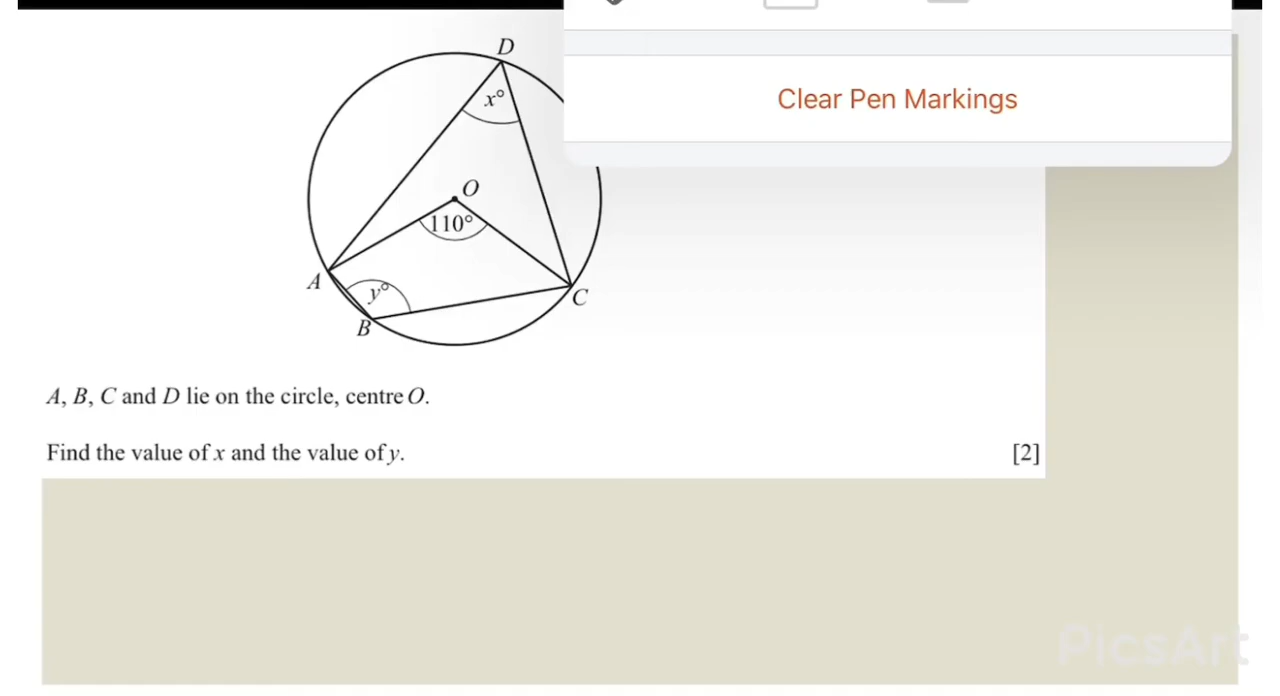 Clear Pen Markings
D
x°
O
110°
A
y°
C
B
A, B, C and D lie on the circle, centre O.
Find the value of x and the value of y. [2]
PicsArt